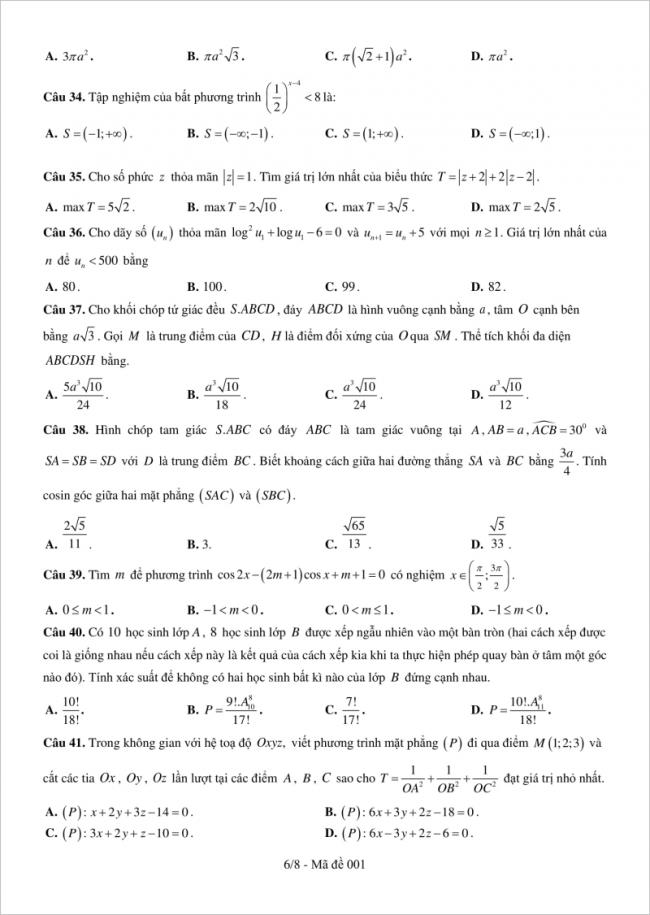 A. 3πa². B. πa²√3. C. π(√2+1)a². D. πa².
Câu 34. Tập nghiệm của bất phương trình (1/2)^(x−4) < 8 là:
A. S = (−1;+∞). B. S = (−∞;−1). C. S = (1;+∞). D. S = (−∞;1).
Câu 35. Cho số phức z thỏa mãn |z| = 1. Tìm giá trị lớn nhất của biểu thức T = |z+2| + 2|z−2|.
A. max T = 5√2. B. max T = 2√10. C. max T = 3√5. D. max T = 2√5.
Câu 36. Cho dãy số (uₙ) thỏa mãn log² u₁ + log u₁ − 6 = 0 và uₙ₊₁ = uₙ + 5 với mọi n ≥ 1. Giá trị lớn nhất của
n để uₙ < 500 bằng
A. 80. B. 100. C. 99. D. 82.
Câu 37. Cho khối chóp tứ giác đều S.ABCD, đáy ABCD là hình vuông cạnh bằng a, tâm O cạnh bên
bằng a√3. Gọi M là trung điểm của CD, H là điểm đối xứng của O qua SM. Thể tích khối đa diện
ABCDSH bằng.
A. 5a³√10/24. B. a³√10/18. C. a³√10/24. D. a³√10/12.
Câu 38. Hình chóp tam giác S.ABC có đáy ABC là tam giác vuông tại A, AB = a, ACB = 30⁰ và
SA = SB = SD với D là trung điểm BC. Biết khoảng cách giữa hai đường thẳng SA và BC bằng 3a/4. Tính
cosin góc giữa hai mặt phẳng (SAC) và (SBC).
A. 2√5/11. B. 3. C. √65/13. D. √5/33.
Câu 39. Tìm m để phương trình cos 2x − (2m+1)cos x + m + 1 = 0 có nghiệm x ∈ (π/2; 3π/2).
A. 0 ≤ m < 1. B. −1 < m < 0. C. 0 < m ≤ 1. D. −1 ≤ m < 0.
Câu 40. Có 10 học sinh lớp A, 8 học sinh lớp B được xếp ngẫu nhiên vào một bàn tròn (hai cách xếp được
coi là giống nhau nếu cách xếp này là kết quả của cách xếp kia khi ta thực hiện phép quay bàn ở tâm một góc
nào đó). Tính xác suất để không có hai học sinh bất kì nào của lớp B đứng cạnh nhau.
A. 10!/18!. B. P = 9!.A₁₀⁸/17!. C. 7!/17!. D. P = 10!.A₁₁⁸/18!.
Câu 41. Trong không gian với hệ toạ độ Oxyz, viết phương trình mặt phẳng (P) đi qua điểm M(1;2;3) và
cắt các tia Ox, Oy, Oz lần lượt tại các điểm A, B, C sao cho T = 1/OA² + 1/OB² + 1/OC² đạt giá trị nhỏ nhất.
A. (P): x + 2y + 3z − 14 = 0. B. (P): 6x + 3y + 2z − 18 = 0.
C. (P): 3x + 2y + z − 10 = 0. D. (P): 6x − 3y + 2z − 6 = 0.
6/8 - Mã đề 001